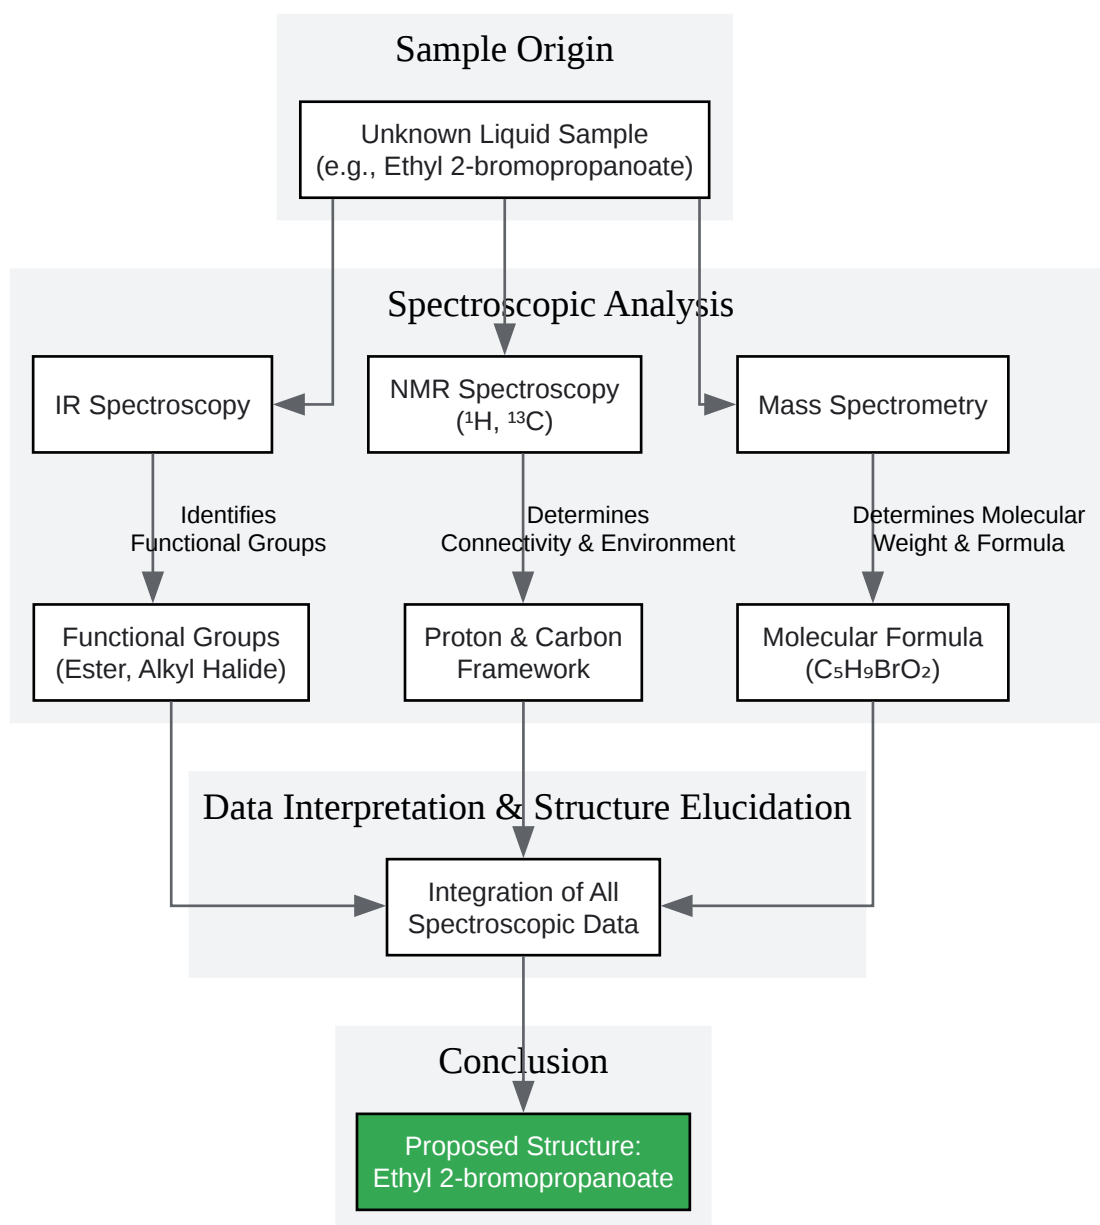 Sample Origin
Unknown Liquid Sample
(e.g., Ethyl 2-bromopropanoate)
Spectroscopic Analysis
IR Spectroscopy
NMR Spectroscopy
(¹H, ¹³C)
Mass Spectrometry
Identifies
Functional Groups
Determines
Connectivity & Environment
Determines Molecular
Weight & Formula
Functional Groups
(Ester, Alkyl Halide)
Proton & Carbon
Framework
Molecular Formula
(C₅H₉BrO₂)
Data Interpretation & Structure Elucidation
Integration of All
Spectroscopic Data
Conclusion
Proposed Structure:
Ethyl 2-bromopropanoate